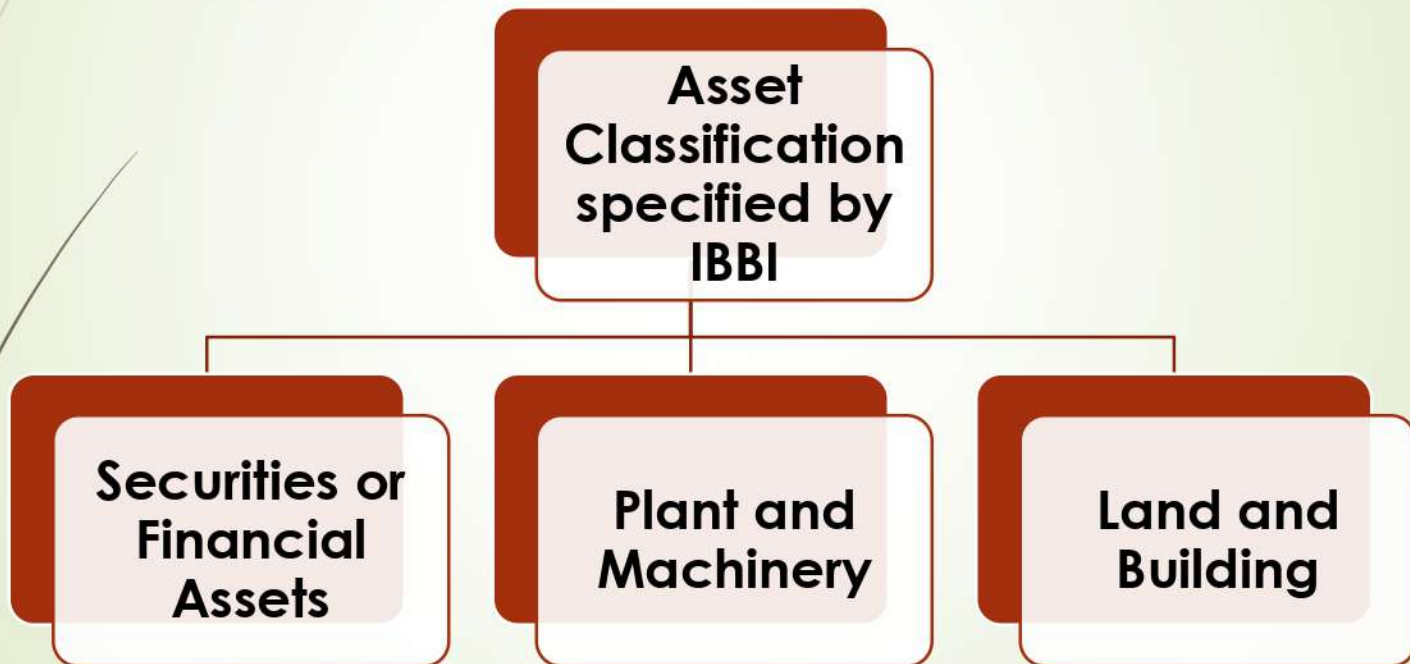 Asset
Classification
specified by
IBBI
Securities or
Financial
Assets
Plant and
Machinery
Land and
Building